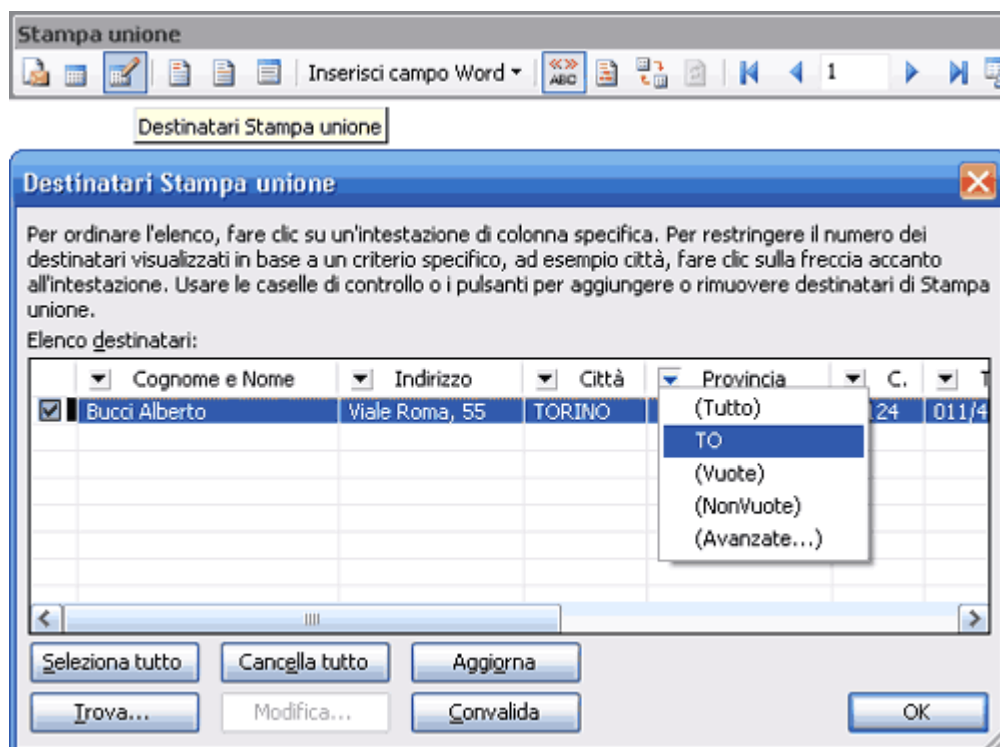 Stampa unione
Inserisci campo Word
«»
ABC
1
Destinatari Stampa unione
Destinatari Stampa unione
Per ordinare l'elenco, fare clic su un'intestazione di colonna specifica. Per restringere il numero dei
destinatari visualizzati in base a un criterio specifico, ad esempio città, fare clic sulla freccia accanto
all'intestazione. Usare le caselle di controllo o i pulsanti per aggiungere o rimuovere destinatari di Stampa
unione.
Elenco destinatari:
Cognome e Nome Indirizzo Città Provincia C. T
Bucci Alberto Viale Roma, 55 TORINO 124 011/4
(Tutto)
TO
(Vuote)
(NonVuote)
(Avanzate...)
Seleziona tutto Cancella tutto Aggiorna
Trova... Modifica... Convalida OK